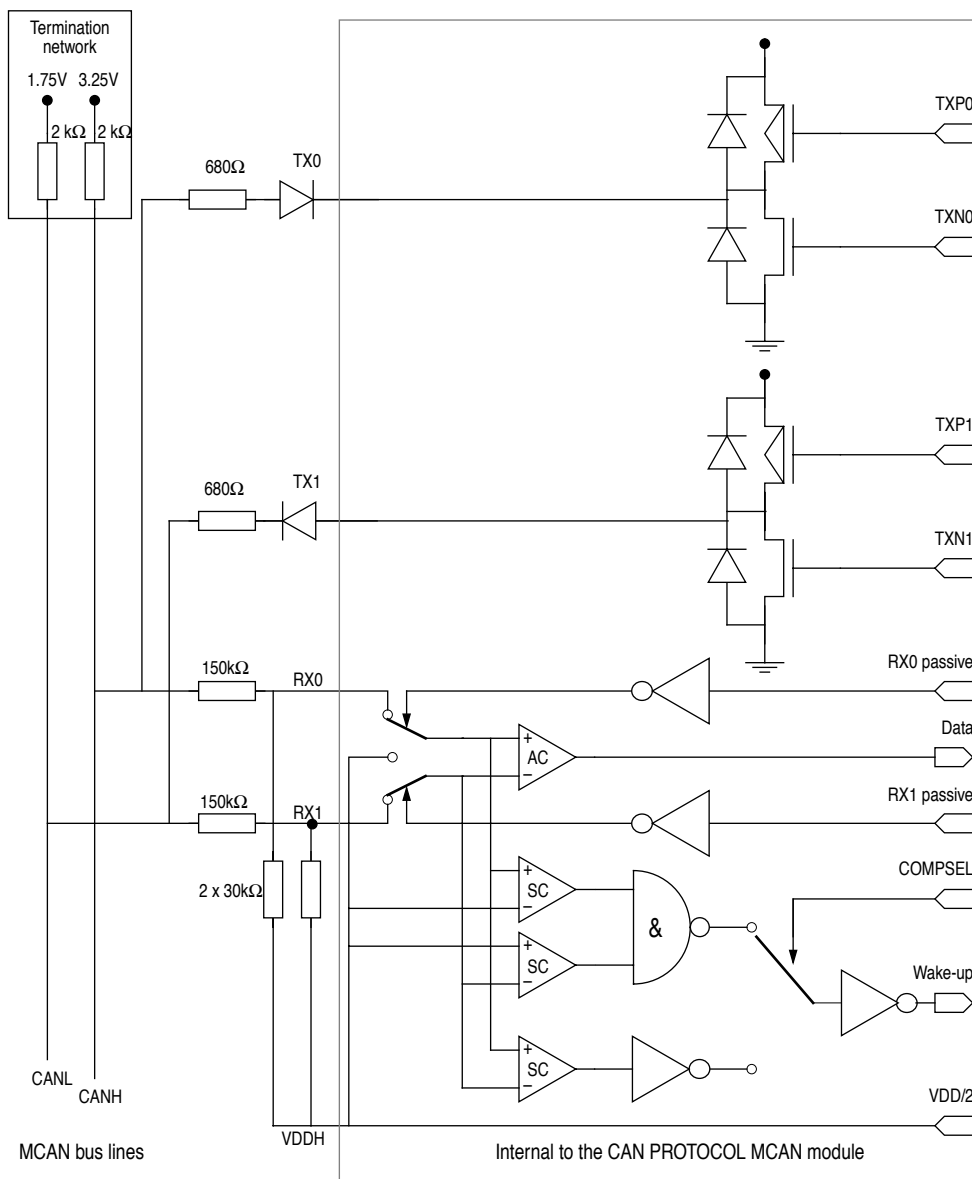 Termination
network
1.75V 3.25V
2 kΩ 2 kΩ
TXP0
680Ω
TX0
TXN0
TXP1
680Ω
TX1
TXN1
150kΩ
RX0
RX0 passive
+
AC
−
Data
150kΩ
RX1
RX1 passive
2 x 30kΩ
+
SC
−
&
COMPSEL
+
SC
−
Wake-up
+
SC
−
CANL
CANH
VDD/2
VDDH
MCAN bus lines
Internal to the CAN PROTOCOL MCAN module